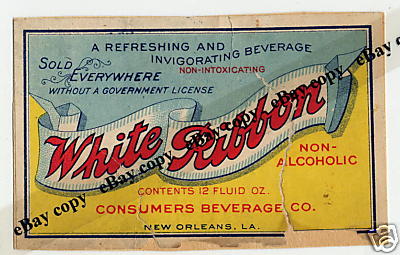 A REFRESHING AND
INVIGORATING BEVERAGE
NON-INTOXICATING
SOLD
EVERYWHERE
WITHOUT A GOVERNMENT LICENSE
White Ribbon
NON-
ALCOHOLIC
CONTENTS 12 FLUID OZ.
CONSUMERS BEVERAGE CO.
NEW ORLEANS, LA.
eBay copy eBay copy eBay copy eBay copy eBay copy